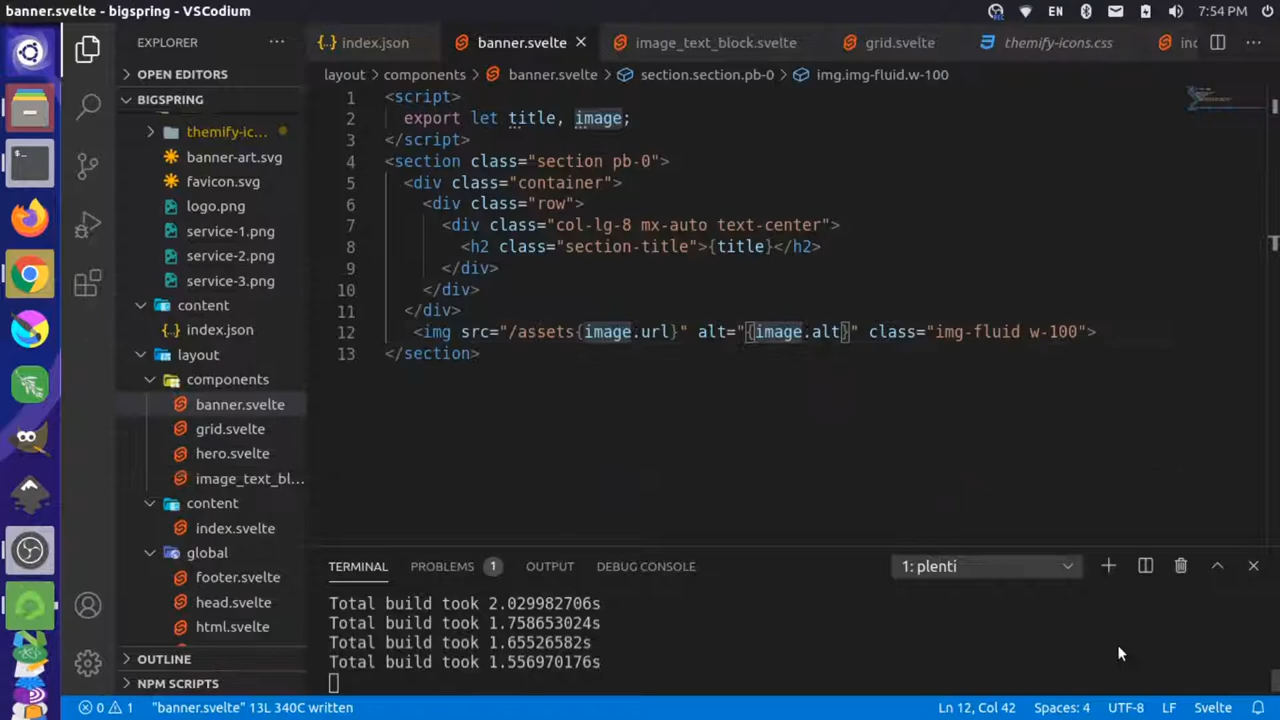 banner.svelte - bigspring - VSCodium
EN
7:54 PM
EXPLORER
index.json
banner.svelte
image_text_block.svelte
grid.svelte
themify-icons.css
layout > components > banner.svelte > section.section.pb-0 > img.img-fluid.w-100
OPEN EDITORS
BIGSPRING
themify-ic...
banner-art.svg
favicon.svg
logo.png
service-1.png
service-2.png
service-3.png
content
index.json
layout
components
banner.svelte
grid.svelte
hero.svelte
image_text_bl...
content
index.svelte
global
footer.svelte
head.svelte
html.svelte
OUTLINE
NPM SCRIPTS
1 <script>
2 export let title, image;
3 </script>
4 <section class="section pb-0">
5 <div class="container">
6 <div class="row">
7 <div class="col-lg-8 mx-auto text-center">
8 <h2 class="section-title">{title}</h2>
9 </div>
10 </div>
11 </div>
12 <img src="/assets{image.url}" alt="{image.alt}" class="img-fluid w-100">
13 </section>
TERMINAL PROBLEMS 1 OUTPUT DEBUG CONSOLE 1: plenti
Total build took 2.029982706s
Total build took 1.758653024s
Total build took 1.65526582s
Total build took 1.556970176s
0 1 "banner.svelte" 13L 340C written Ln 12, Col 42 Spaces: 4 UTF-8 LF Svelte